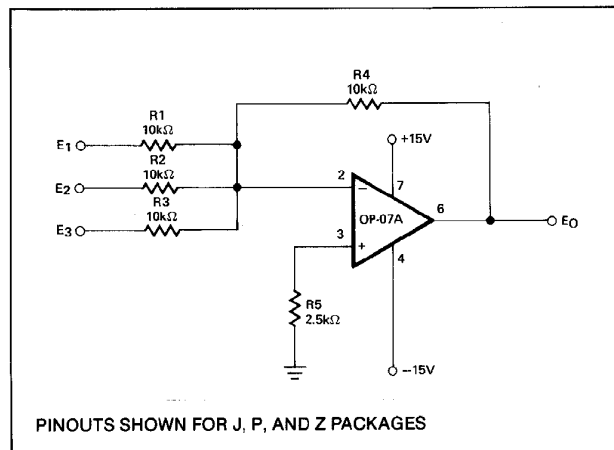 R4
10kΩ
R1
10kΩ
+15V
E1
R2
10kΩ
2
7
−
E2
R3
10kΩ
OP-07A
6
EO
3
+
4
E3
R5
2.5kΩ
−15V
PINOUTS SHOWN FOR J, P, AND Z PACKAGES